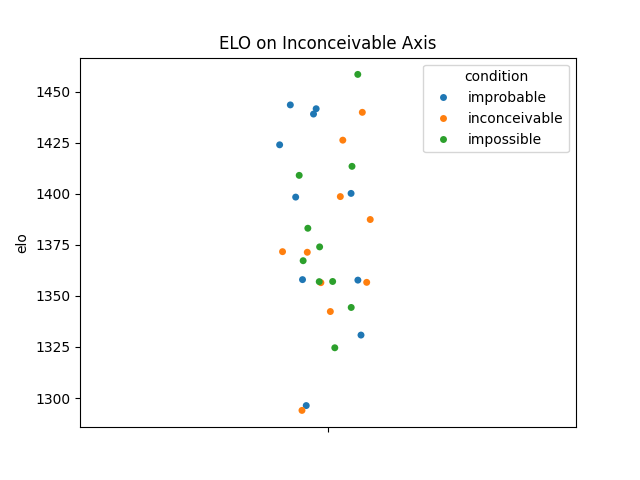 ELO on Inconceivable Axis
condition
improbable
inconceivable
impossible
1450
1425
1400
1375
1350
1325
1300
elo